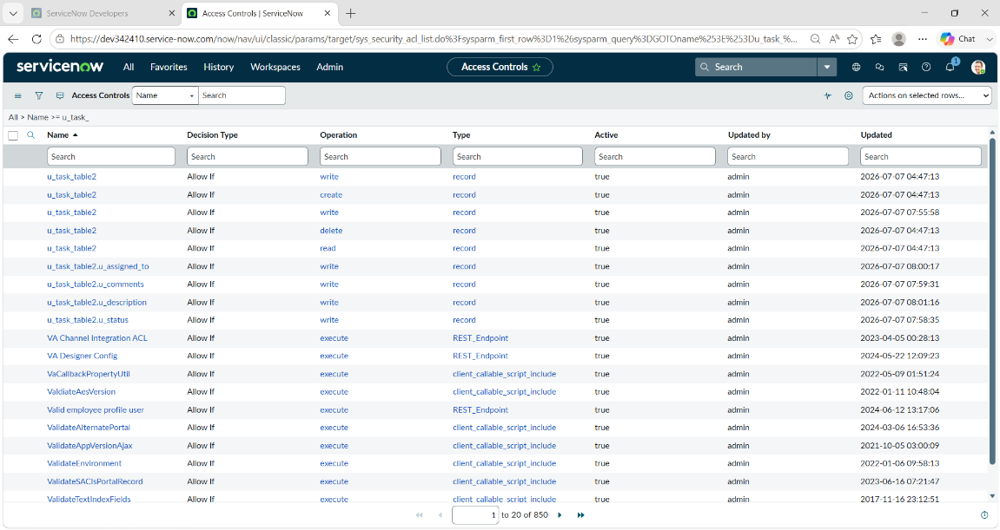 ServiceNow Developers
Access Controls | ServiceNow
https://dev342410.service-now.com/now/nav/ui/classic/params/target/sys_security_acl_list.do%3Fsysparm_first_row%3D1%26sysparm_query%3DGOTOname%253E%253Du_task_%... Chat
servicenow All Favorites History Workspaces Admin Access Controls Search 1
Access Controls Name Search Actions on selected rows...
All > Name >= u_task_
Name Decision Type Operation Type Active Updated by Updated
Search Search Search Search Search Search Search
u_task_table2 Allow If write record true admin 2026-07-07 04:47:13
u_task_table2 Allow If create record true admin 2026-07-07 04:47:13
u_task_table2 Allow If write record true admin 2026-07-07 07:55:58
u_task_table2 Allow If delete record true admin 2026-07-07 04:47:13
u_task_table2 Allow If read record true admin 2026-07-07 04:47:13
u_task_table2.u_assigned_to Allow If write record true admin 2026-07-07 08:00:17
u_task_table2.u_comments Allow If write record true admin 2026-07-07 07:59:31
u_task_table2.u_description Allow If write record true admin 2026-07-07 08:01:16
u_task_table2.u_status Allow If write record true admin 2026-07-07 07:58:35
VA Channel Integration ACL Allow If execute REST_Endpoint true admin 2023-04-05 00:28:13
VA Designer Config Allow If execute REST_Endpoint true admin 2024-05-22 12:09:23
VaCallbackPropertyUtil Allow If execute client_callable_script_include true admin 2022-05-09 01:51:24
ValdiateAesVersion Allow If execute client_callable_script_include true admin 2022-01-11 10:48:04
Valid employee profile user Allow If execute REST_Endpoint true admin 2024-06-12 13:17:06
ValidateAlternatePortal Allow If execute client_callable_script_include true admin 2024-03-06 16:53:36
ValidateAppVersionAjax Allow If execute client_callable_script_include true admin 2021-10-05 03:00:09
ValidateEnvironment Allow If execute client_callable_script_include true admin 2022-01-06 09:58:13
ValidateSACIsPortalRecord Allow If execute client_callable_script_include true admin 2023-06-16 07:21:47
ValidateTextIndexFields Allow If execute client_callable_script_include true admin 2017-11-16 23:12:51
1 to 20 of 850